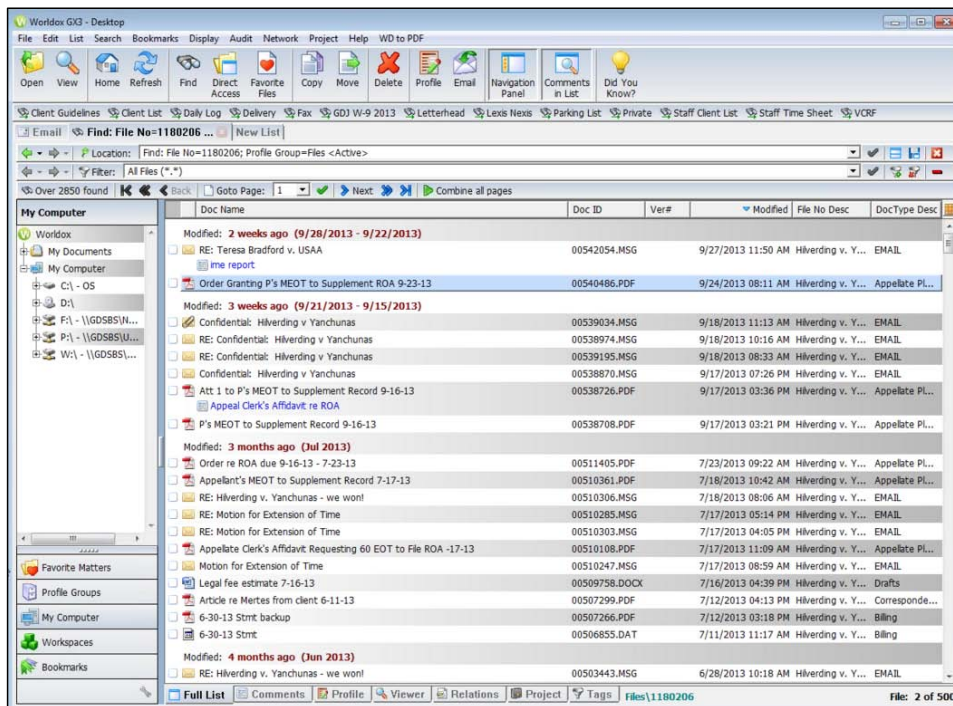 Worldox GX3 - Desktop
File Edit List Search Bookmarks Display Audit Network Project Help WD to PDF
Open View Home Refresh Find Direct Access Favorite Files Copy Move Delete Profile Email Navigation Panel Comments in List Did You Know?
Client Guidelines Client List Daily Log Delivery Fax GDJ W-9 2013 Letterhead Lexis Nexis Parking List Private Staff Client List Staff Time Sheet VCRF
Email Find: File No=1180206 ... New List
Location: Find: File No=1180206; Profile Group=Files <Active>
Filter: All Files (*.*)
Over 2850 found Back Goto Page: 1 Next Combine all pages
My Computer
Worldox
My Documents
My Computer
C:\ - OS
D:\
F:\ - \\GDSBS\N...
P:\ - \\GDSBS\U...
W:\ - \\GDSBS\...
Favorite Matters
Profile Groups
My Computer
Workspaces
Bookmarks
Doc Name Doc ID Ver# Modified File No Desc DocType Desc
Modified: 2 weeks ago (9/28/2013 - 9/22/2013)
RE: Teresa Bradford v. USAA 00542054.MSG 9/27/2013 11:50 AM Hilverding v. Y... EMAIL
ime report
Order Granting P's MEOT to Supplement ROA 9-23-13 00540486.PDF 9/24/2013 08:11 AM Hilverding v. Y... Appellate Pl...
Modified: 3 weeks ago (9/21/2013 - 9/15/2013)
Confidential: Hilverding v Yanchunas 00539034.MSG 9/18/2013 11:13 AM Hilverding v. Y... EMAIL
RE: Confidential: Hilverding v Yanchunas 00538974.MSG 9/18/2013 10:16 AM Hilverding v. Y... EMAIL
RE: Confidential: Hilverding v Yanchunas 00539195.MSG 9/18/2013 08:33 AM Hilverding v. Y... EMAIL
Confidential: Hilverding v Yanchunas 00538870.MSG 9/17/2013 07:26 PM Hilverding v. Y... EMAIL
Att 1 to P's MEOT to Supplement Record 9-16-13 00538726.PDF 9/17/2013 03:36 PM Hilverding v. Y... Appellate Pl...
Appeal Clerk's Affidavit re ROA
P's MEOT to Supplement Record 9-16-13 00538708.PDF 9/17/2013 03:21 PM Hilverding v. Y... Appellate Pl...
Modified: 3 months ago (Jul 2013)
Order re ROA due 9-16-13 - 7-23-13 00511405.PDF 7/23/2013 09:22 AM Hilverding v. Y... Appellate Pl...
Appellant's MEOT to Supplement Record 7-17-13 00510361.PDF 7/18/2013 10:42 AM Hilverding v. Y... Appellate Pl...
RE: Hilverding v. Yanchunas - we won! 00510306.MSG 7/18/2013 08:06 AM Hilverding v. Y... EMAIL
RE: Motion for Extension of Time 00510285.MSG 7/17/2013 05:14 PM Hilverding v. Y... EMAIL
RE: Motion for Extension of Time 00510303.MSG 7/17/2013 04:05 PM Hilverding v. Y... EMAIL
Appellate Clerk's Affidavit Requesting 60 EOT to File ROA -17-13 00510108.PDF 7/17/2013 11:09 AM Hilverding v. Y... Appellate Pl...
Motion for Extension of Time 00510247.MSG 7/17/2013 08:59 AM Hilverding v. Y... EMAIL
Legal fee estimate 7-16-13 00509758.DOCX 7/16/2013 04:39 PM Hilverding v. Y... Drafts
Article re Mertes from client 6-11-13 00507299.PDF 7/12/2013 04:13 PM Hilverding v. Y... Corresponde...
6-30-13 Stmt backup 00507266.PDF 7/12/2013 03:18 PM Hilverding v. Y... Billing
6-30-13 Stmt 00506855.DAT 7/11/2013 11:17 AM Hilverding v. Y... Billing
Modified: 4 months ago (Jun 2013)
RE: Hilverding v. Yanchunas - we won! 00503443.MSG 6/28/2013 10:18 AM Hilverding v. Y... EMAIL
Full List Comments Profile Viewer Relations Project Tags Files\1180206 File: 2 of 500